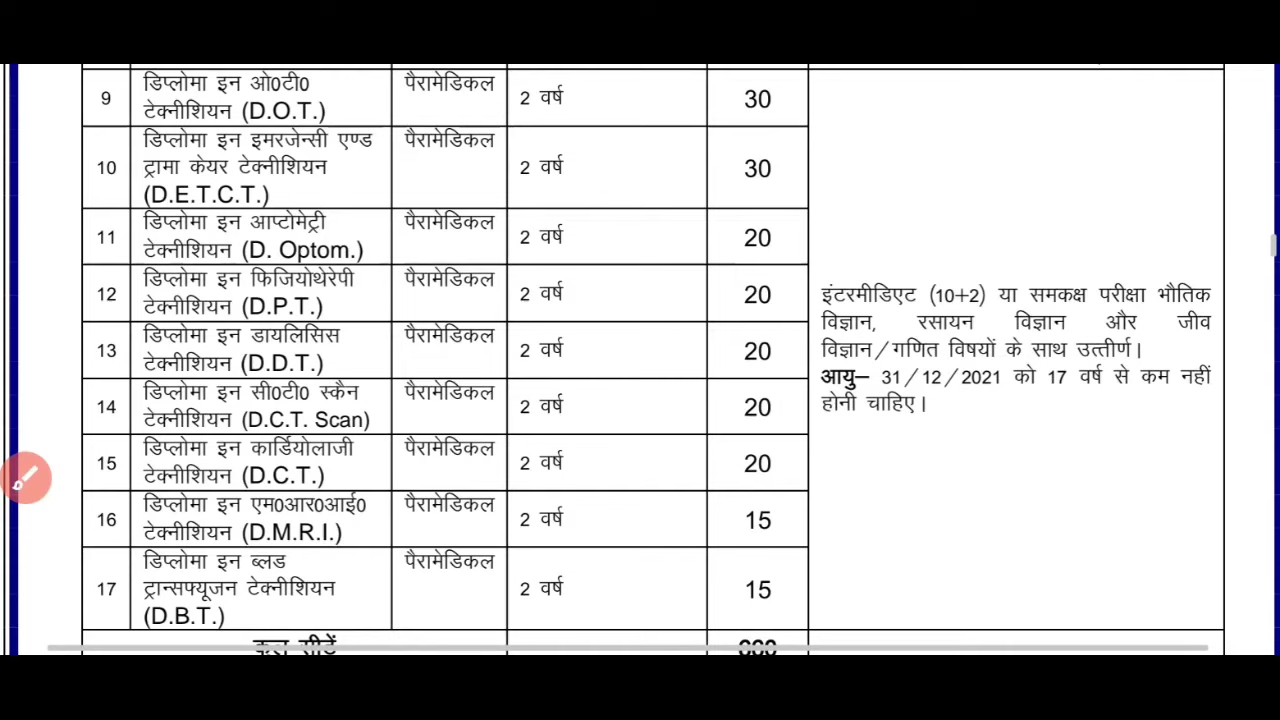 9
डिप्लोमा इन ओ0टी0
टेक्नीशियन (D.O.T.)
पैरामेडिकल
2 वर्ष
30
10
डिप्लोमा इन इमरजेन्सी एण्ड
ट्रामा केयर टेक्नीशियन
(D.E.T.C.T.)
पैरामेडिकल
2 वर्ष
30
11
डिप्लोमा इन आप्टोमेट्री
टेक्नीशियन (D. Optom.)
पैरामेडिकल
2 वर्ष
20
12
डिप्लोमा इन फिजियोथेरेपी
टेक्नीशियन (D.P.T.)
पैरामेडिकल
2 वर्ष
20
13
डिप्लोमा इन डायलिसिस
टेक्नीशियन (D.D.T.)
पैरामेडिकल
2 वर्ष
20
14
डिप्लोमा इन सी0टी0 स्कैन
टेक्नीशियन (D.C.T. Scan)
पैरामेडिकल
2 वर्ष
20
15
डिप्लोमा इन कार्डियोलाजी
टेक्नीशियन (D.C.T.)
पैरामेडिकल
2 वर्ष
20
16
डिप्लोमा इन एम0आर0आई0
टेक्नीशियन (D.M.R.I.)
पैरामेडिकल
2 वर्ष
15
17
डिप्लोमा इन ब्लड
ट्रान्सफ्यूजन टेक्नीशियन
(D.B.T.)
पैरामेडिकल
2 वर्ष
15
इंटरमीडिएट (10+2) या समकक्ष परीक्षा भौतिक
विज्ञान, रसायन विज्ञान और जीव
विज्ञान/गणित विषयों के साथ उत्तीर्ण।
आयु– 31/12/2021 को 17 वर्ष से कम नहीं
होनी चाहिए।
कुल सीटें